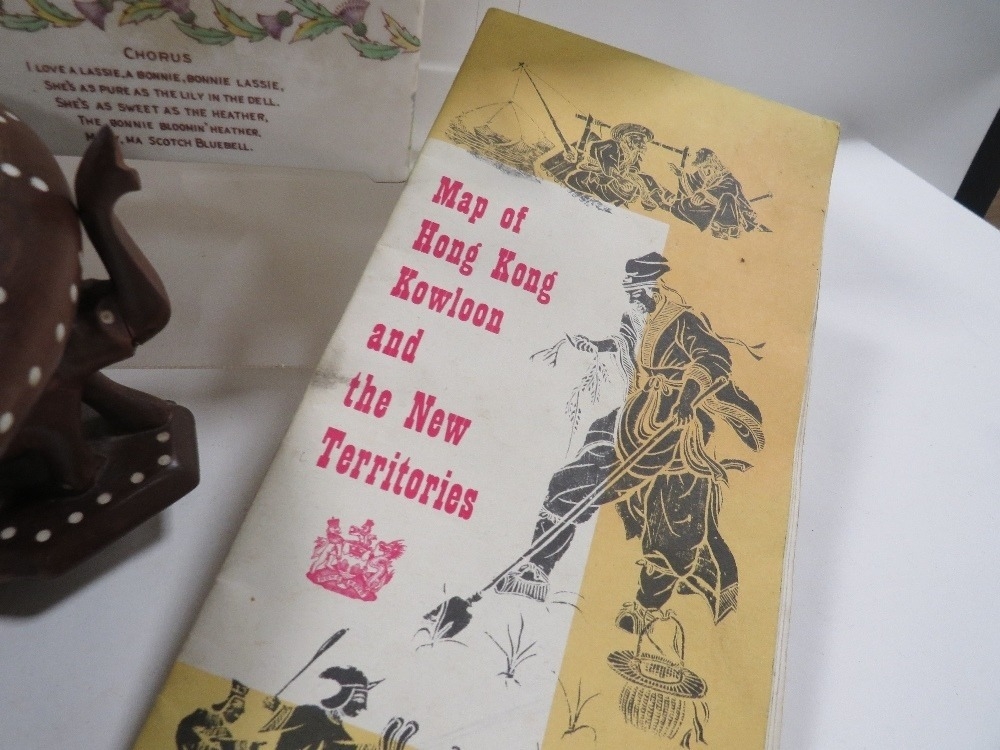 CHORUS
I LOVE A LASSIE, A BONNIE, BONNIE LASSIE,
SHE'S AS PURE AS THE LILY IN THE DELL.
SHE'S AS SWEET AS THE HEATHER,
THE BONNIE BLOOMIN' HEATHER,
MA SCOTCH BLUEBELL.
Map of
Hong Kong
Kowloon
and
the New
Territories